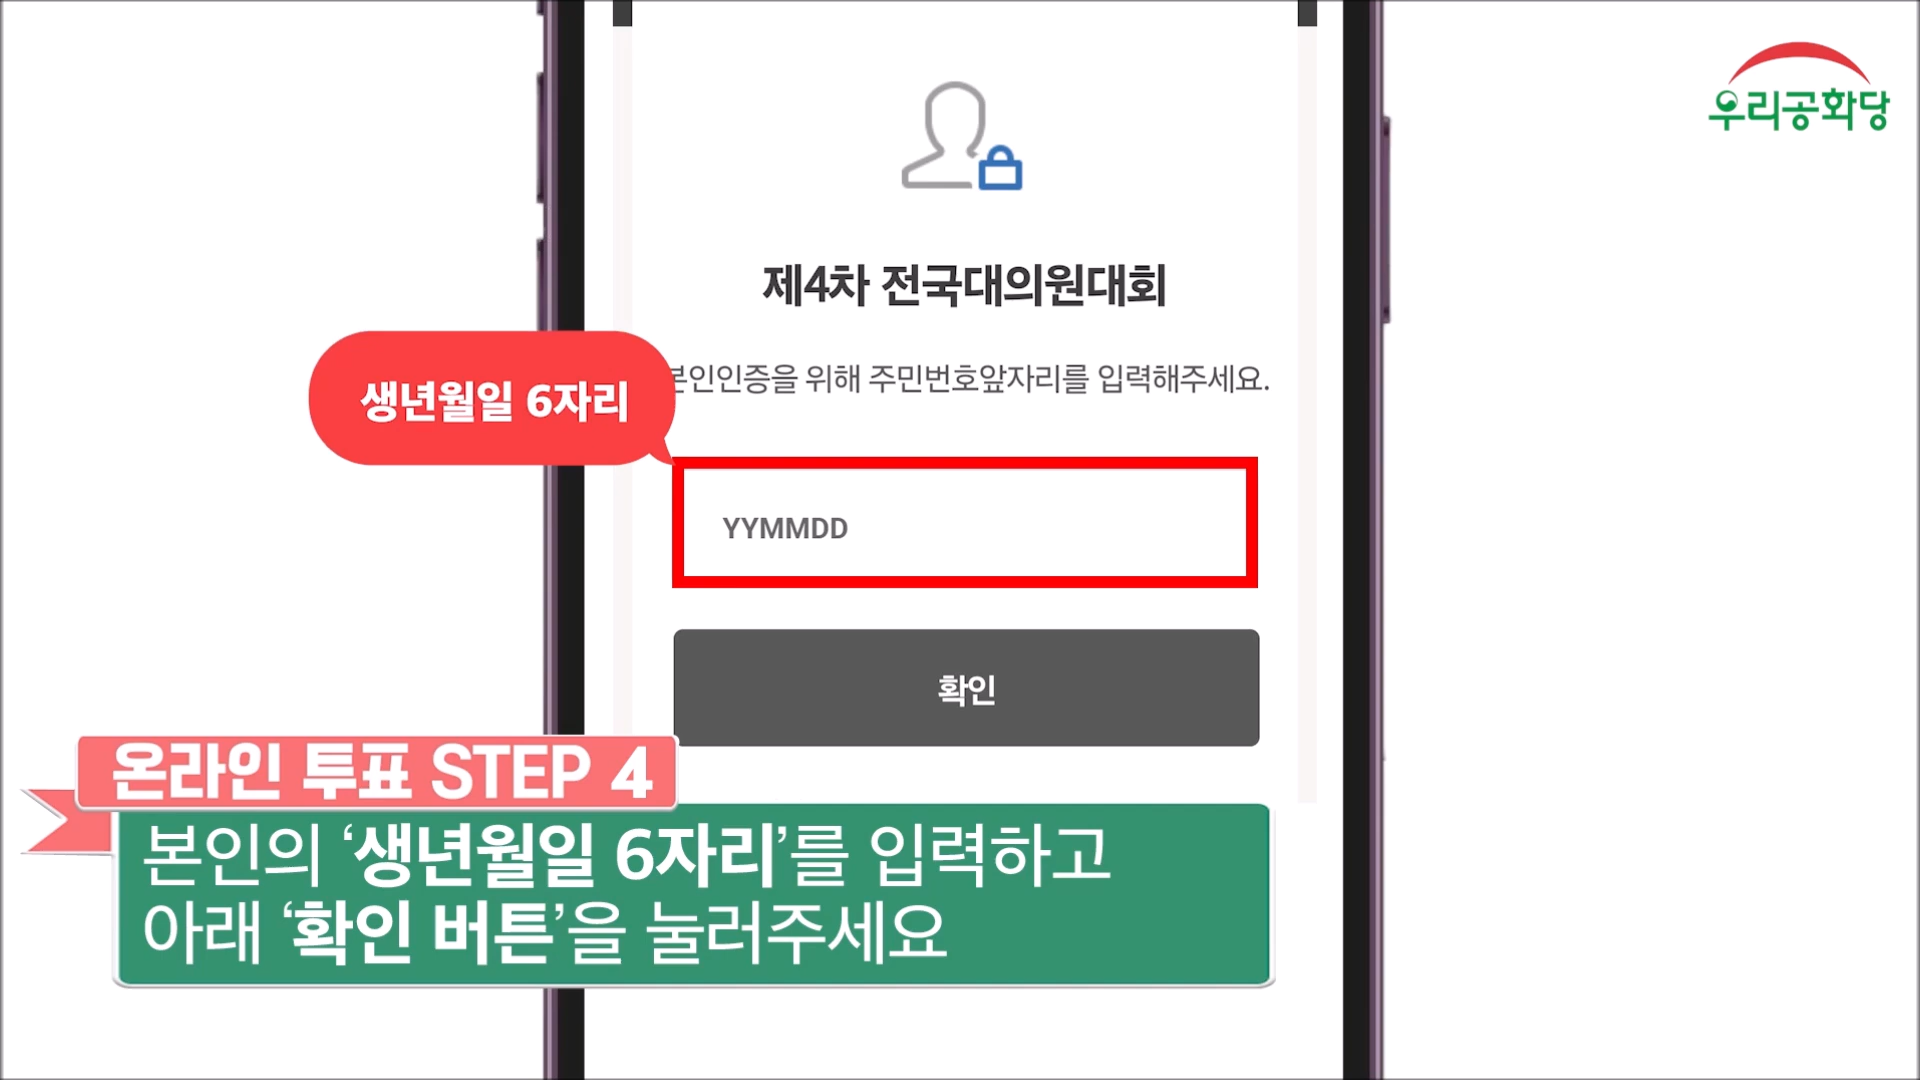 우리공화당
제4차 전국대의원대회
본인인증을 위해 주민번호앞자리를 입력해주세요.
생년월일 6자리
YYMMDD
확인
온라인 투표 STEP 4
본인의 ‘생년월일 6자리’를 입력하고
아래 ‘확인 버튼’을 눌러주세요